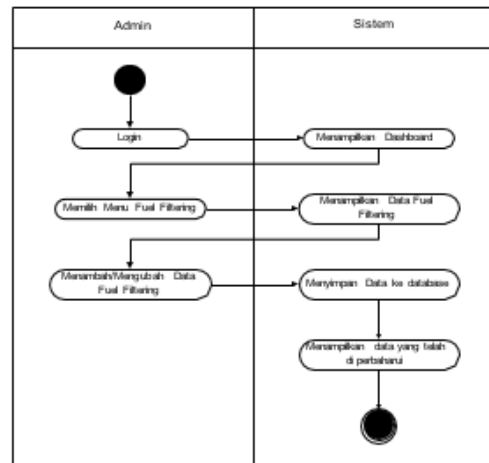 Admin
Sistem
Login
Menampilkan Dashboard
Memilih Menu Fuel Filtering
Menampilkan Data Fuel
Filtering
Menambah/Mengubah Data
Fuel Filtering
Menyimpan Data ke database
Menampilkan data yang telah
di perbaharui